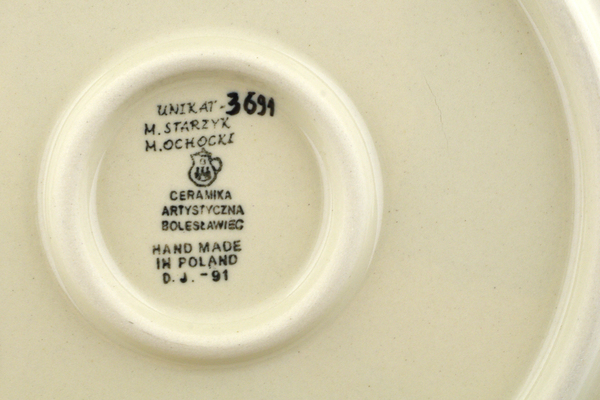 UNIKAT-3691
M. STARZYK
M. OCHOCKI
CERAMIKA
ARTYSTYCZNA
BOLESŁAWIEC
HAND MADE
IN POLAND
D. J. -91